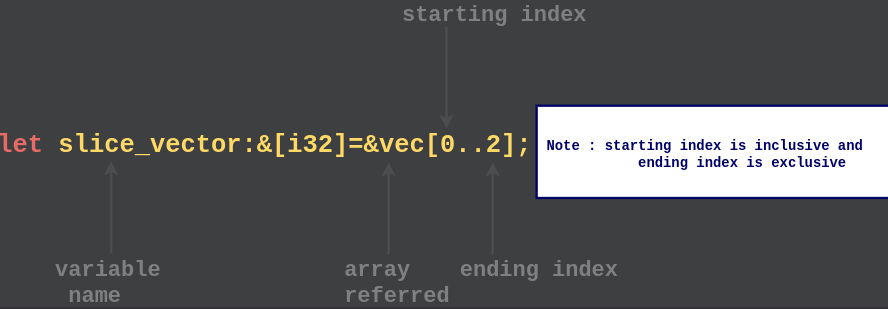 starting index
let slice_vector:&[i32]=&vec[0..2];
Note : starting index is inclusive and
ending index is exclusive
variable
name
array
referred
ending index